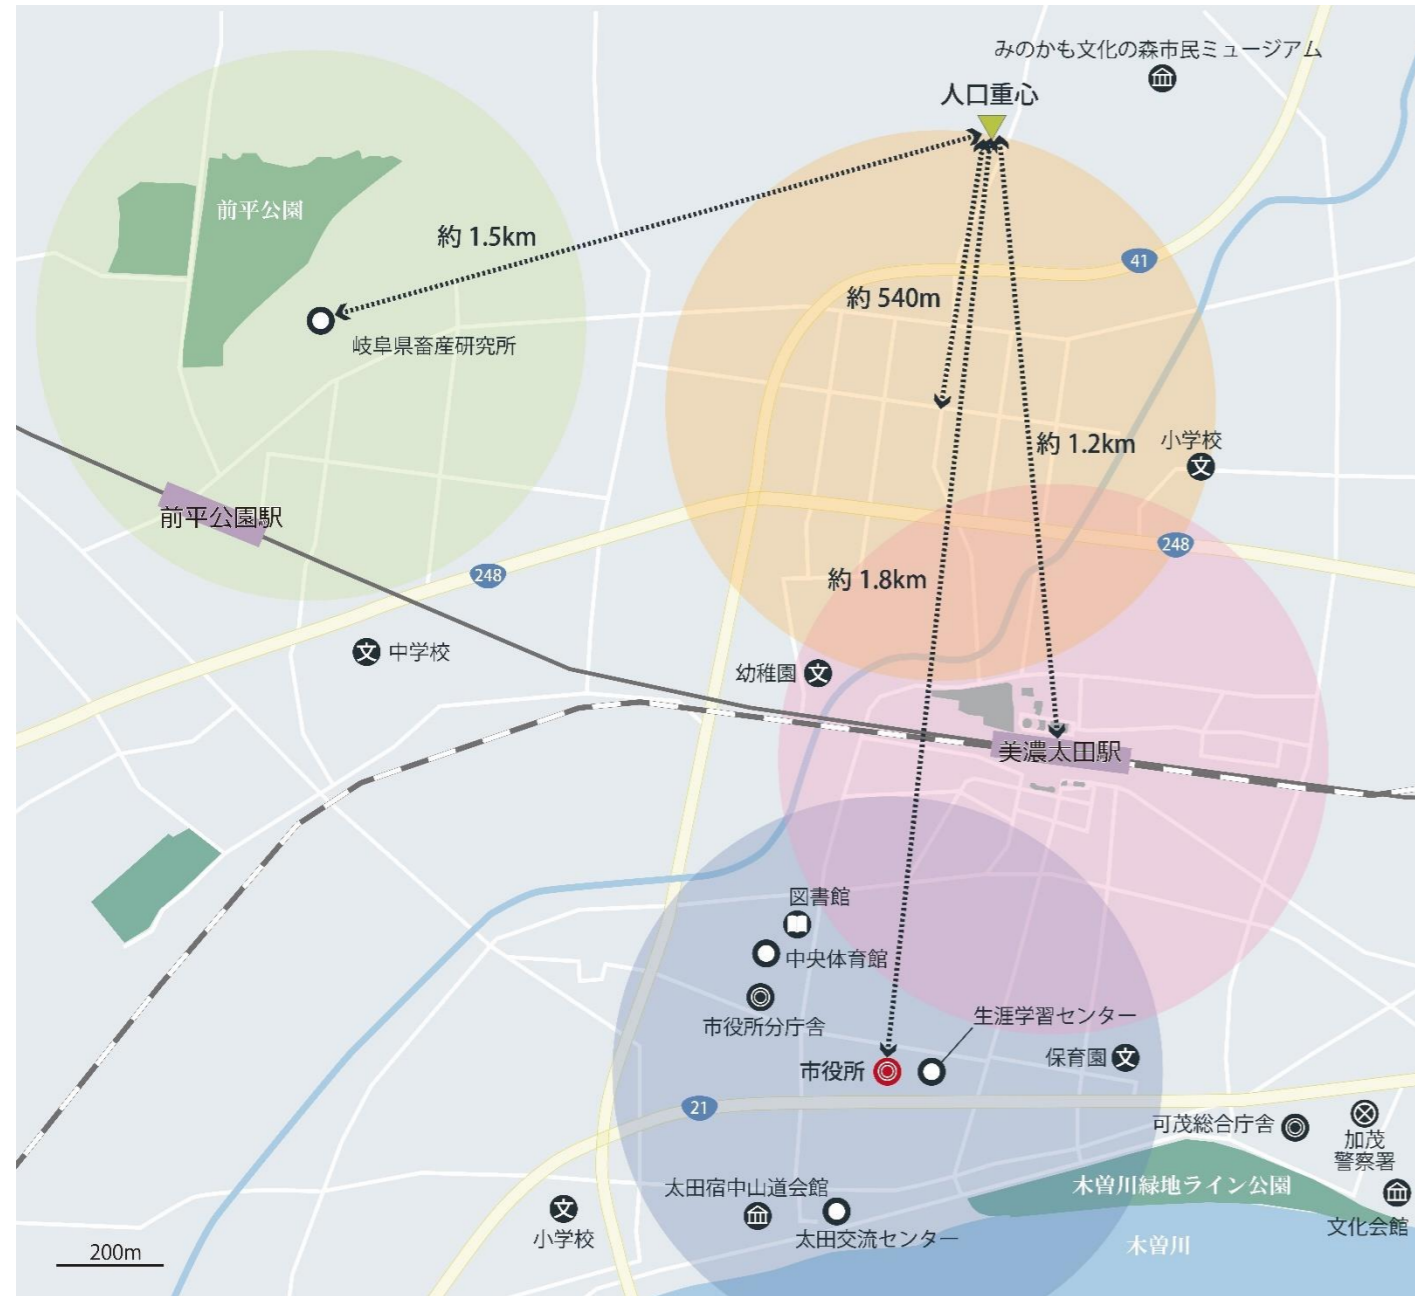 みのかも文化の森市民ミュージアム
人口重心
前平公園
約 1.5km
41
約 540m
岐阜県畜産研究所
約 1.2km
小学校
文
前平公園駅
248
248
約 1.8km
文 中学校
幼稚園 文
美濃太田駅
図書館
中央体育館
市役所分庁舎
生涯学習センター
市役所
保育園 文
21
可茂総合庁舎
加茂
警察署
太田宿中山道会館
木曽川緑地ライン公園
文
小学校
太田交流センター
文化会館
木曽川
200m